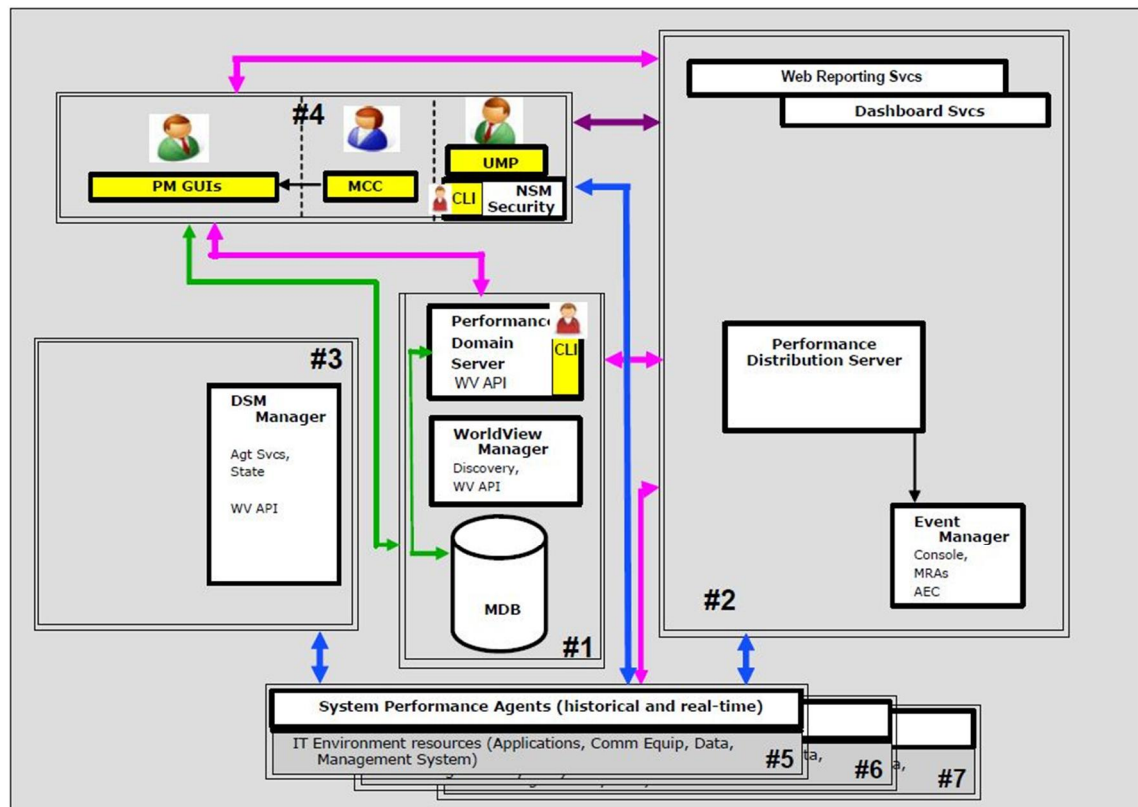 Web Reporting Svcs
Dashboard Svcs
#4
UMP
PM GUIs
MCC
CLI
NSM
Security
Performance
Domain
Server
WV API
CLI
Performance
Distribution Server
#3
DSM
Manager
Agt Svcs,
State
WV API
WorldView
Manager
Discovery,
WV API
Event
Manager
Console,
MRAs
AEC
MDB
#2
#1
System Performance Agents (historical and real-time)
IT Environment resources (Applications, Comm Equip, Data,
Management System)
#5
ta,
#6
a,
#7